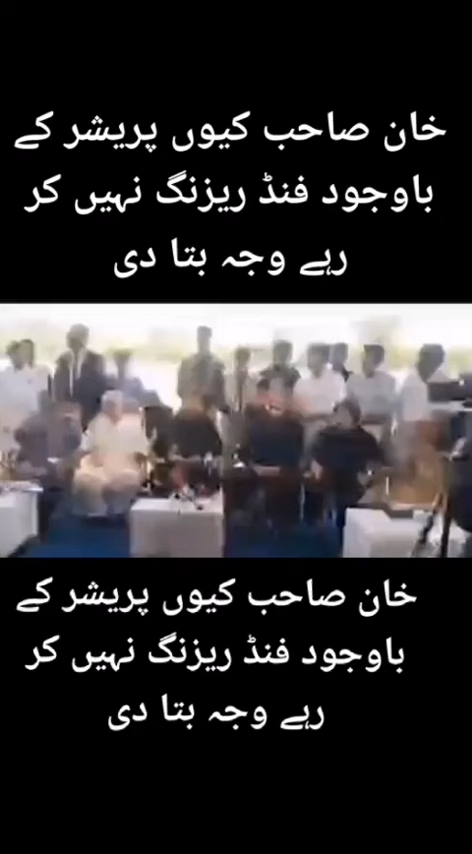 خان صاحب کیوں پریشر کے
باوجود فنڈ ریزنگ نہیں کر
رہے وجہ بتا دی
خان صاحب کیوں پریشر کے
باوجود فنڈ ریزنگ نہیں کر
رہے وجہ بتا دی